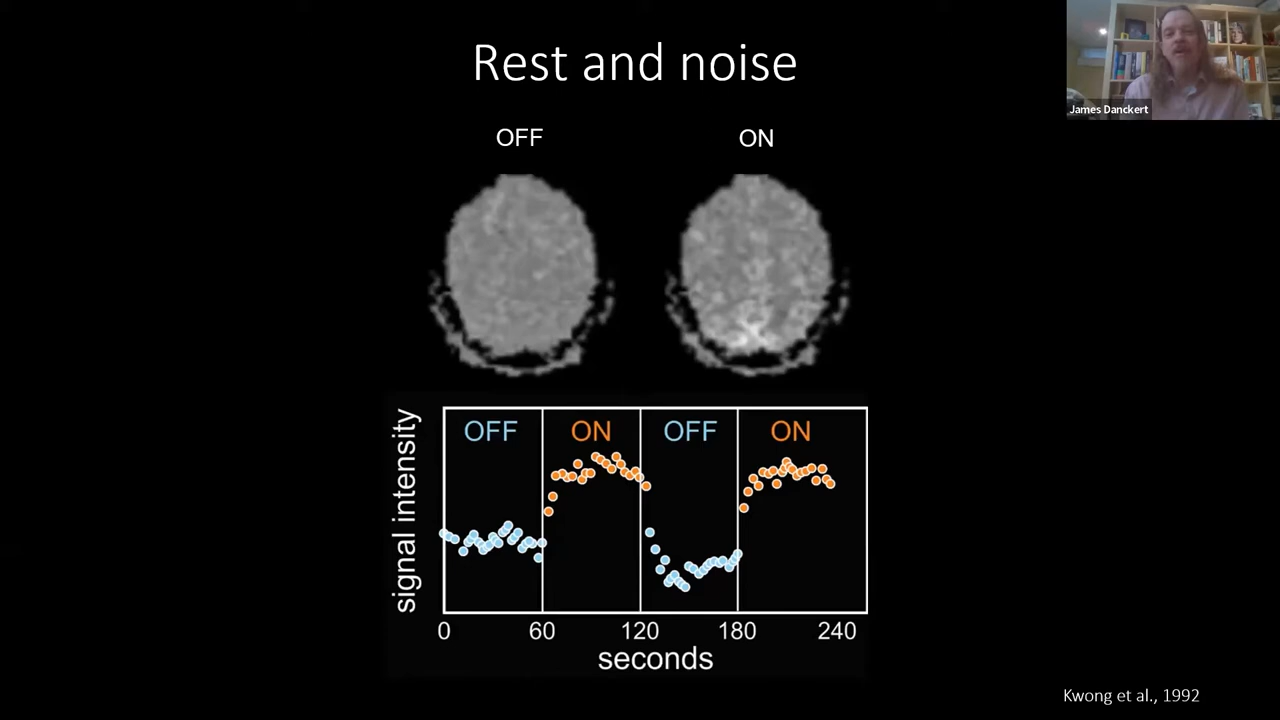 Rest and noise
James Danckert
OFF
ON
signal intensity
OFF
ON
OFF
ON
0
60
120
180
240
seconds
Kwong et al., 1992